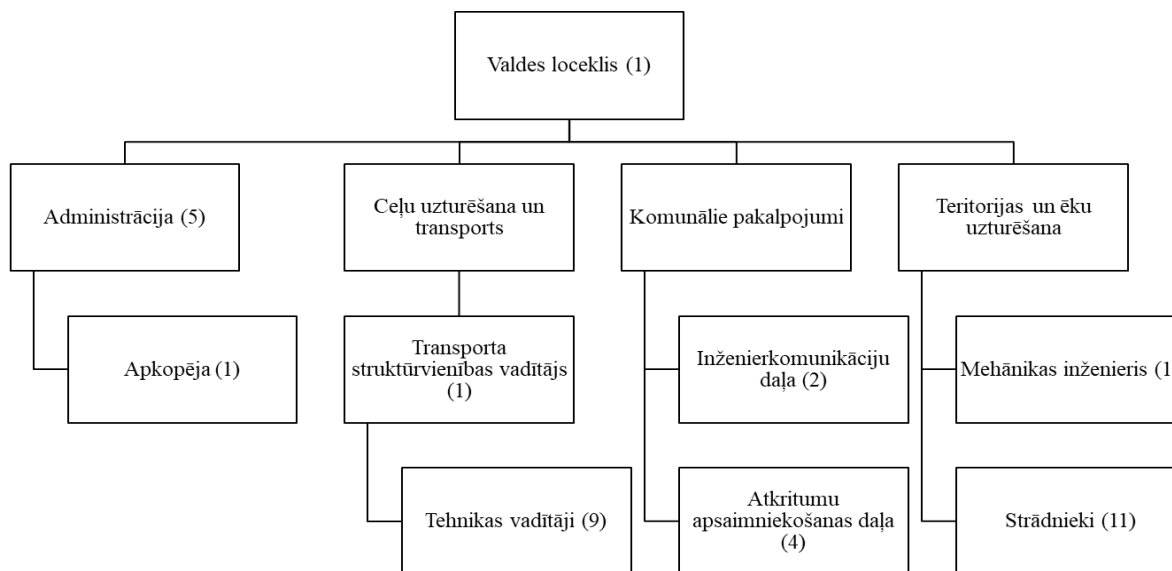 Valdes loceklis (1)
Administrācija (5)
Ceļu uzturēšana un
transports
Komunālie pakalpojumi
Teritorijas un ēku
uzturēšana
Apkopēja (1)
Transporta
struktūrvienības vadītājs
(1)
Inženierkomunikāciju
daļa (2)
Mehānikas inženieris (1
Tehnikas vadītāji (9)
Atkritumu
apsaimniekošanas daļa
(4)
Strādnieki (11)